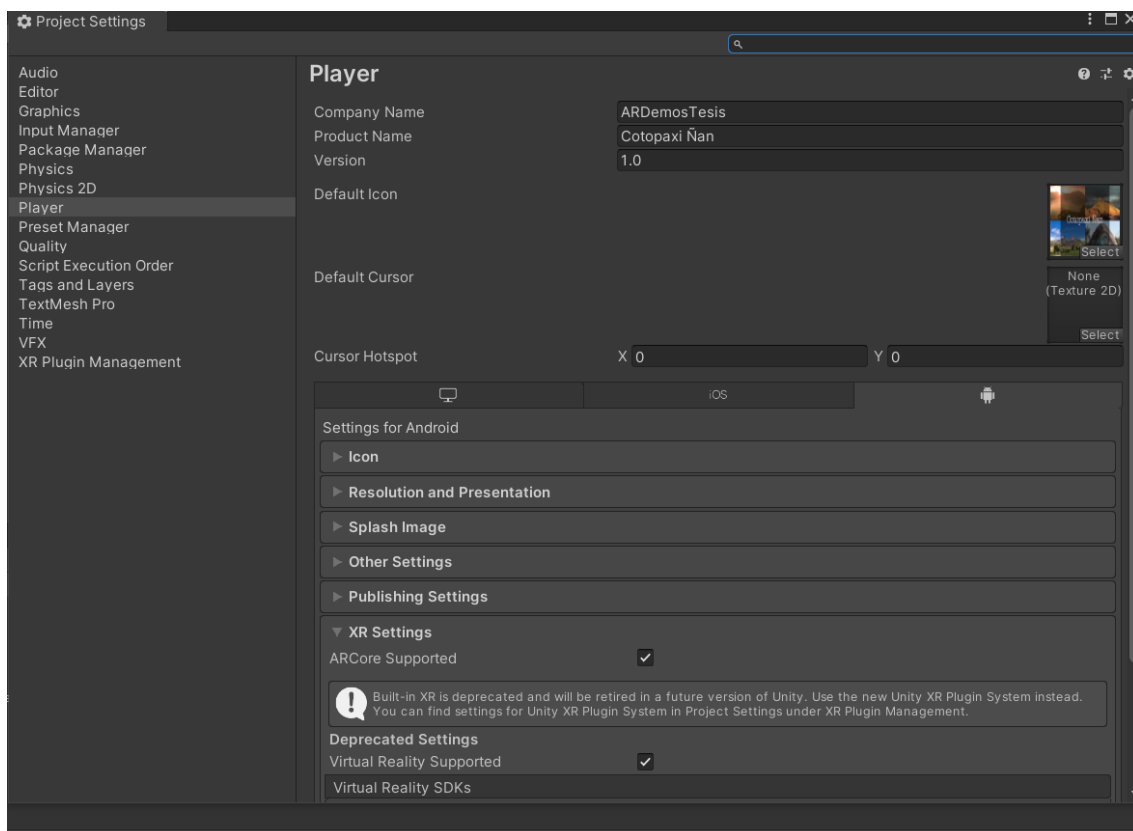 Project Settings
Audio
Editor
Graphics
Input Manager
Package Manager
Physics
Physics 2D
Player
Preset Manager
Quality
Script Execution Order
Tags and Layers
TextMesh Pro
Time
VFX
XR Plugin Management
Player
Company Name ARDemosTesis
Product Name Cotopaxi Ñan
Version 1.0
Default Icon
Cotopaxi Ñan
Select
Default Cursor
None
(Texture 2D)
Select
Cursor Hotspot X 0 Y 0
iOS
Settings for Android
Icon
Resolution and Presentation
Splash Image
Other Settings
Publishing Settings
XR Settings
ARCore Supported
Built-in XR is deprecated and will be retired in a future version of Unity. Use the new Unity XR Plugin System instead.
You can find settings for Unity XR Plugin System in Project Settings under XR Plugin Management.
Deprecated Settings
Virtual Reality Supported
Virtual Reality SDKs